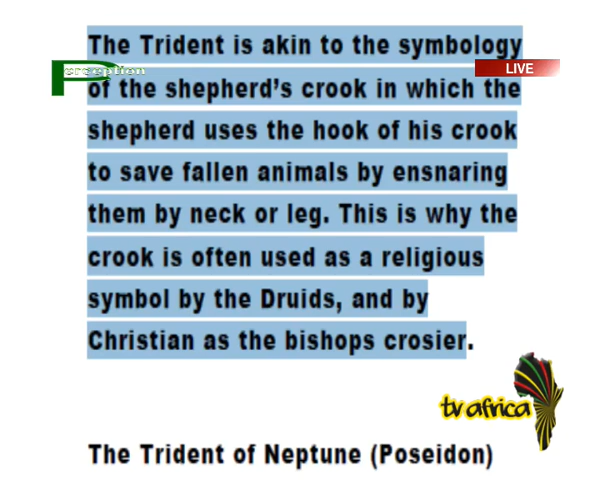 The Trident is akin to the symbology
Perception
LIVE
of the shepherd's crook in which the
shepherd uses the hook of his crook
to save fallen animals by ensnaring
them by neck or leg. This is why the
crook is often used as a religious
symbol by the Druids, and by
Christian as the bishops crosier.
tv africa
The Trident of Neptune (Poseidon)